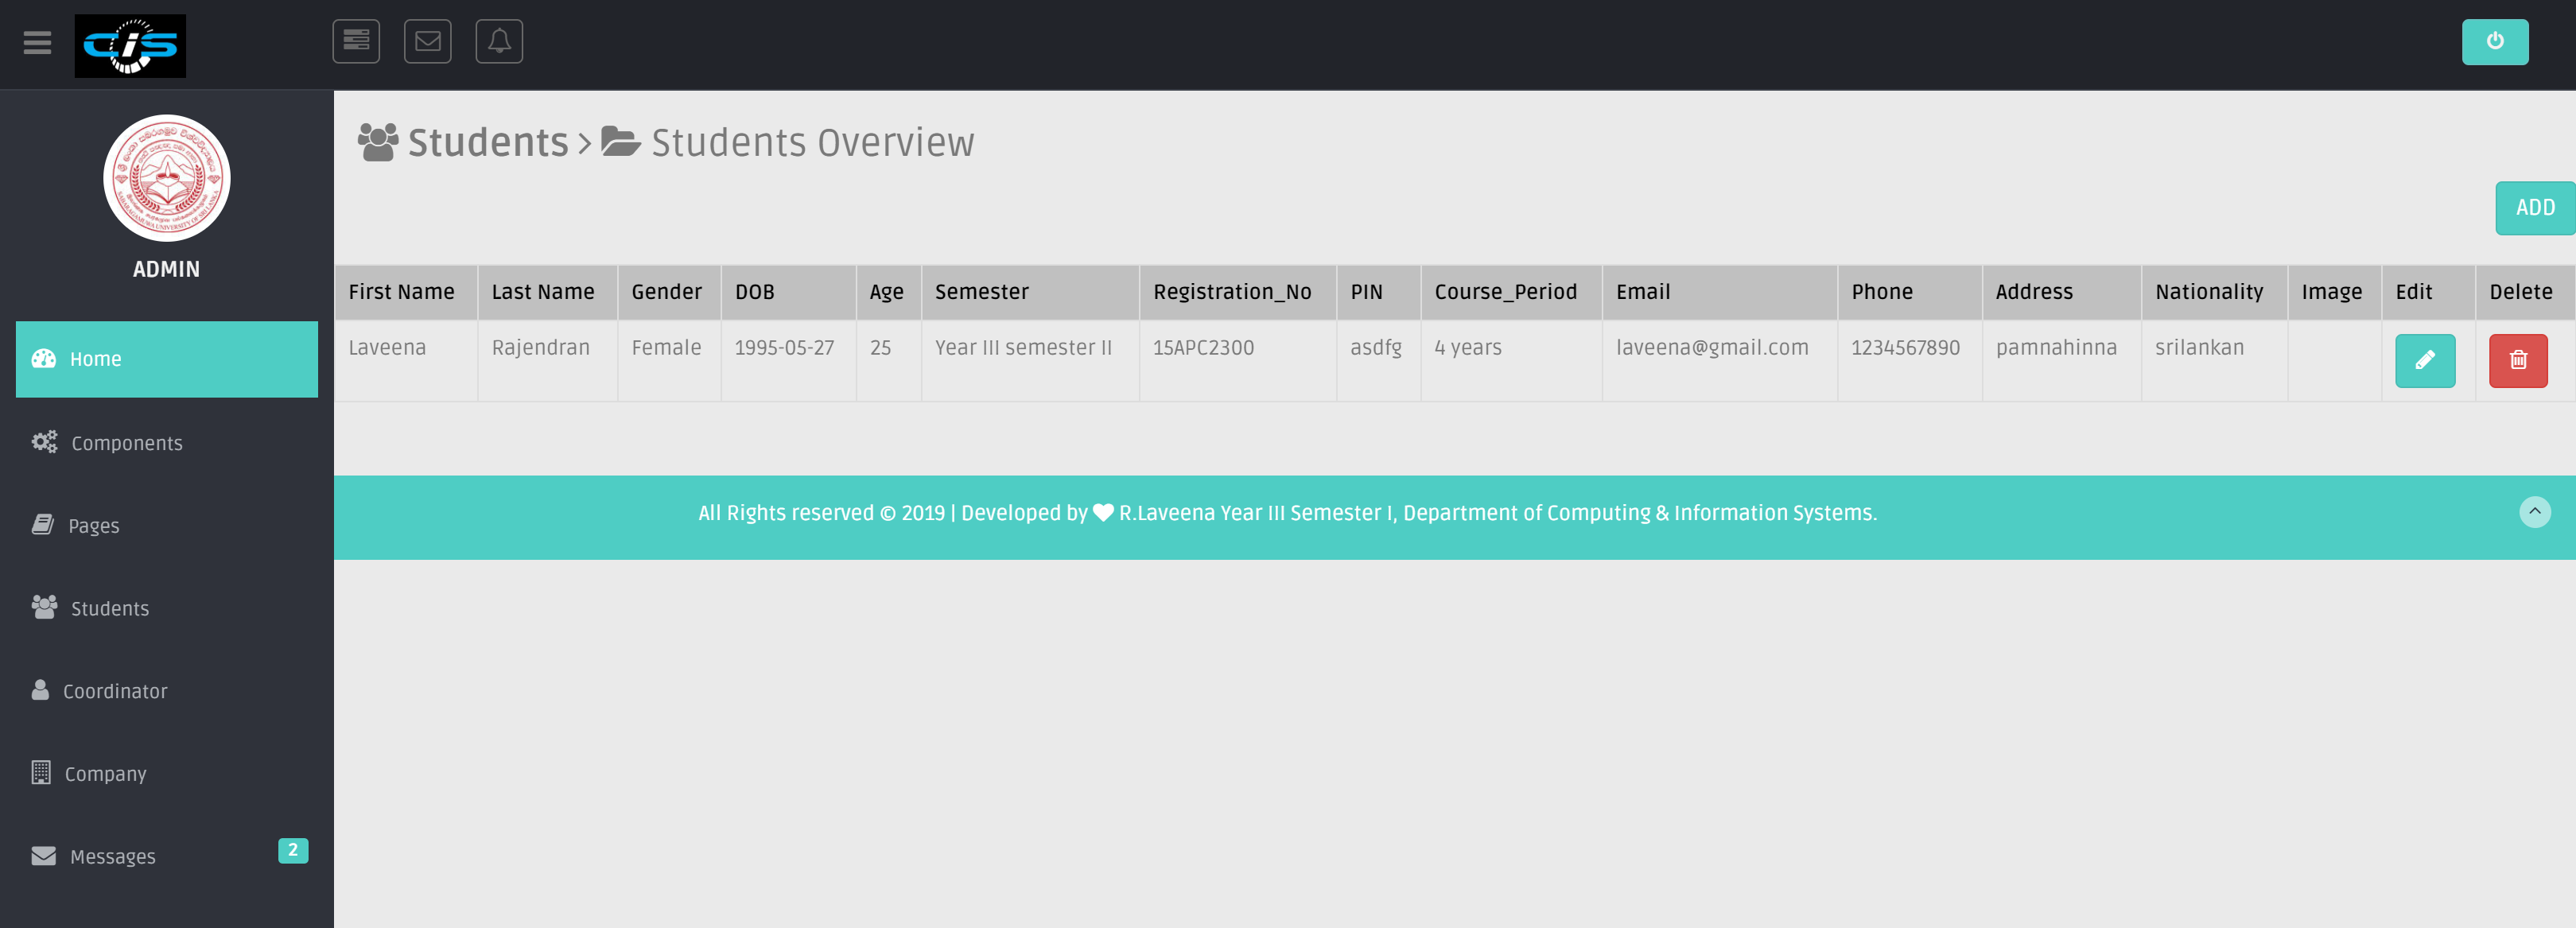 CIS
ADMIN
Home
Components
Pages
Students
Coordinator
Company
Messages 2
Students > Students Overview
ADD
First Name Last Name Gender DOB Age Semester Registration_No PIN Course_Period Email Phone Address Nationality Image Edit Delete
Laveena Rajendran Female 1995-05-27 25 Year III semester II 15APC2300 asdfg 4 years laveena@gmail.com 1234567890 pamnahinna srilankan
All Rights reserved © 2019 | Developed by ♥ R.Laveena Year III Semester I, Department of Computing & Information Systems.